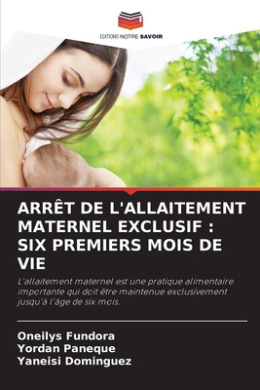 EDITIONS NOTRE SAVOIR
ARRÊT DE L'ALLAITEMENT
MATERNEL EXCLUSIF :
SIX PREMIERS MOIS DE
VIE
L'allaitement maternel est une pratique alimentaire
importante qui doit être maintenue exclusivement
jusqu'à l'âge de six mois.
Oneilys Fundora
Yordan Paneque
Yaneisi Dominguez